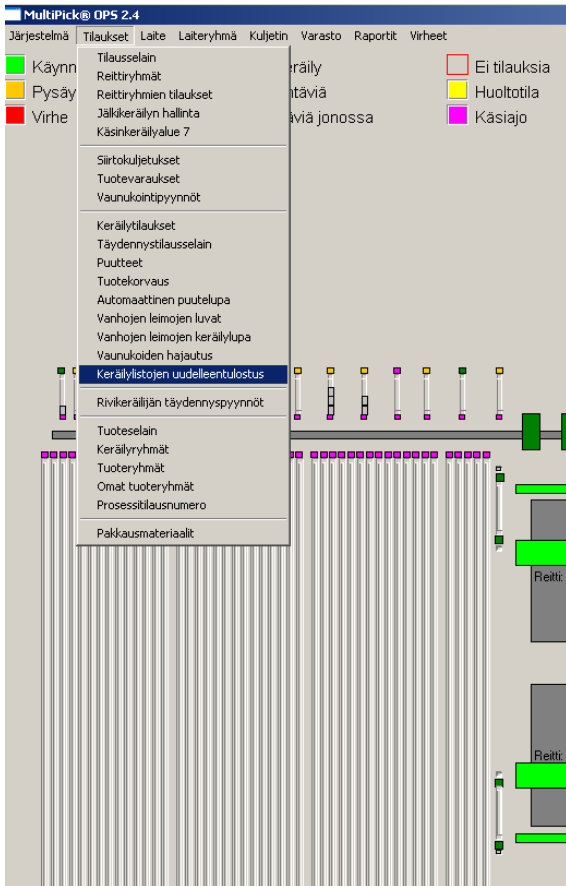 MultiPick® OPS 2.4
Järjestelmä Tilaukset Laite Laiteryhmä Kuljetin Varasto Raportit Virheet
Tilausselain
Reittiryhmät
Reittiryhmien tilaukset
Jälkikeräilyn hallinta
Käsinkeräilyalue 7
Siirtokuljetukset
Tuotevaraukset
Vaunukointipyynnöt
Keräilytilaukset
Täydennystilausselain
Puutteet
Tuotekorvaus
Automaattinen puutelupa
Vanhojen leimojen luvat
Vanhojen leimojen keräilylupa
Vaunukoiden hajautus
Keräilylistojen uudelleentulostus
Rivikeräilijän täydennyspyynnöt
Tuoteselain
Keräilyryhmät
Tuoteryhmät
Omat tuoteryhmät
Prosessitilausnumero
Pakkausmateriaalit
Käynn
Pysäy
Virhe
räily
ntäviä
äviä jonossa
Ei tilauksia
Huoltotila
Käsiajo
Reitti:
Reitti: